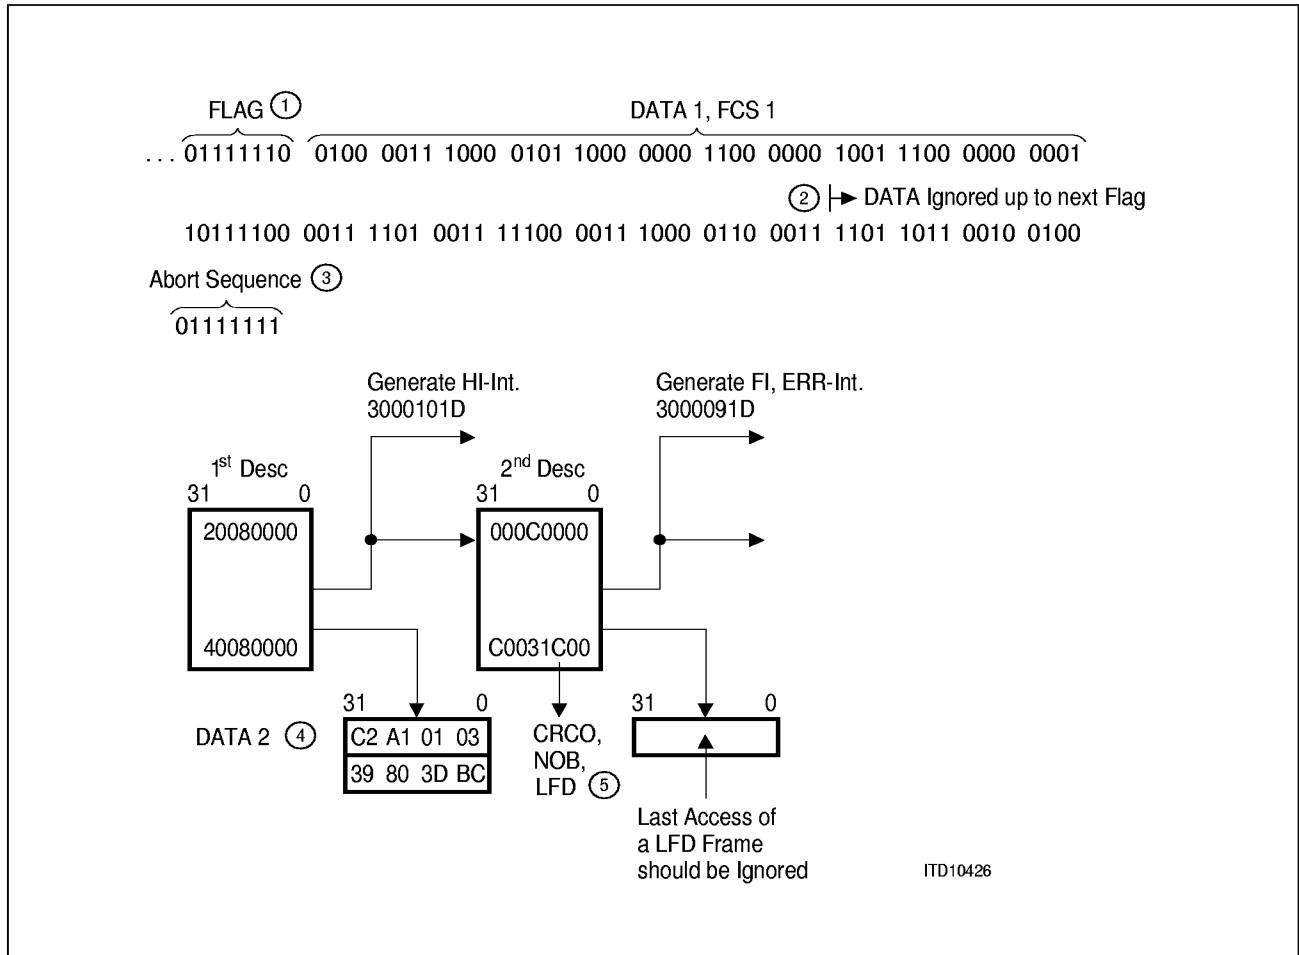 FLAG 1 DATA 1, FCS 1
... 01111110 0100 0011 1000 0101 1000 0000 1100 0000 1001 1100 0000 0001
2 DATA Ignored up to next Flag
10111100 0011 1101 0011 11100 0011 1000 0110 0011 1101 1011 0010 0100
Abort Sequence 3
01111111
Generate HI-Int.
3000101D
Generate FI, ERR-Int.
3000091D
1st Desc
31 0
20080000
40080000
2nd Desc
31 0
000C0000
C0031C00
DATA 2 4
31 0
C2 A1 01 03
39 80 3D BC
CRCO,
NOB,
LFD 5
31 0
Last Access of
a LFD Frame
should be Ignored
ITD10426